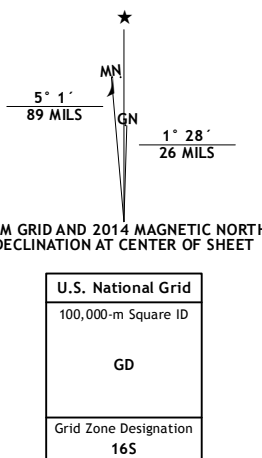 MN
GN
5° 1´
89 MILS
1° 28´
26 MILS
M GRID AND 2014 MAGNETIC NORTH
DECLINATION AT CENTER OF SHEET
U.S. National Grid
100,000-m Square ID
GD
Grid Zone Designation
16S